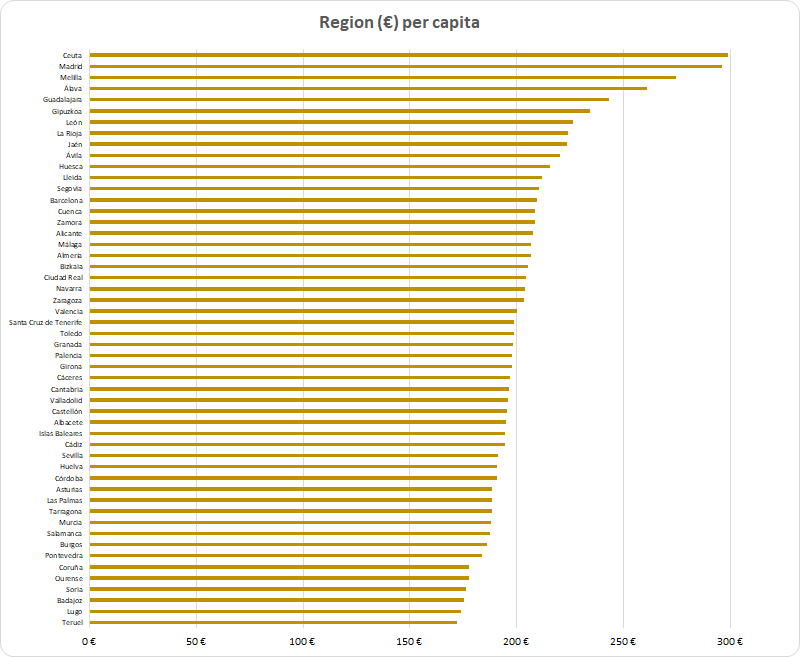 Region (€) per capita
Ceuta
Madrid
Melilla
Álava
Guadalajara
Gipuzkoa
León
La Rioja
Jaén
Ávila
Huesca
Lleida
Segovia
Barcelona
Cuenca
Zamora
Alicante
Málaga
Almería
Bizkaia
Ciudad Real
Navarra
Zaragoza
Valencia
Santa Cruz de Tenerife
Toledo
Granada
Palencia
Girona
Cáceres
Cantabria
Valladolid
Castellón
Albacete
Islas Baleares
Cádiz
Sevilla
Huelva
Córdoba
Asturias
Las Palmas
Tarragona
Murcia
Salamanca
Burgos
Pontevedra
Coruña
Ourense
Soria
Badajoz
Lugo
Teruel
0 € 50 € 100 € 150 € 200 € 250 € 300 €